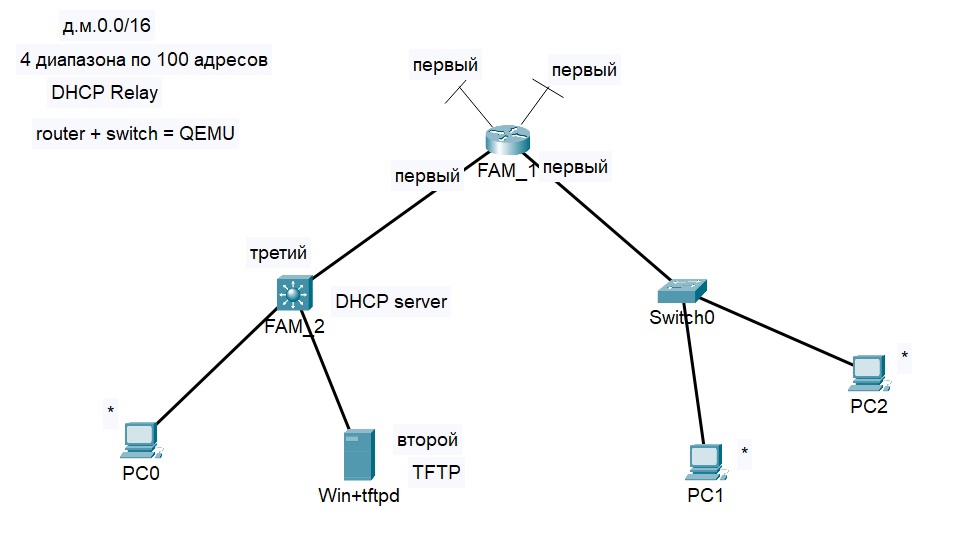 д.м.0.0/16
4 диапазона по 100 адресов
DHCP Relay
router + switch = QEMU
первый
первый
FAM_1
первый
первый
третий
DHCP server
FAM_2
Switch0
*
PC2
*
PC0
второй
TFTP
Win+tftpd
*
PC1